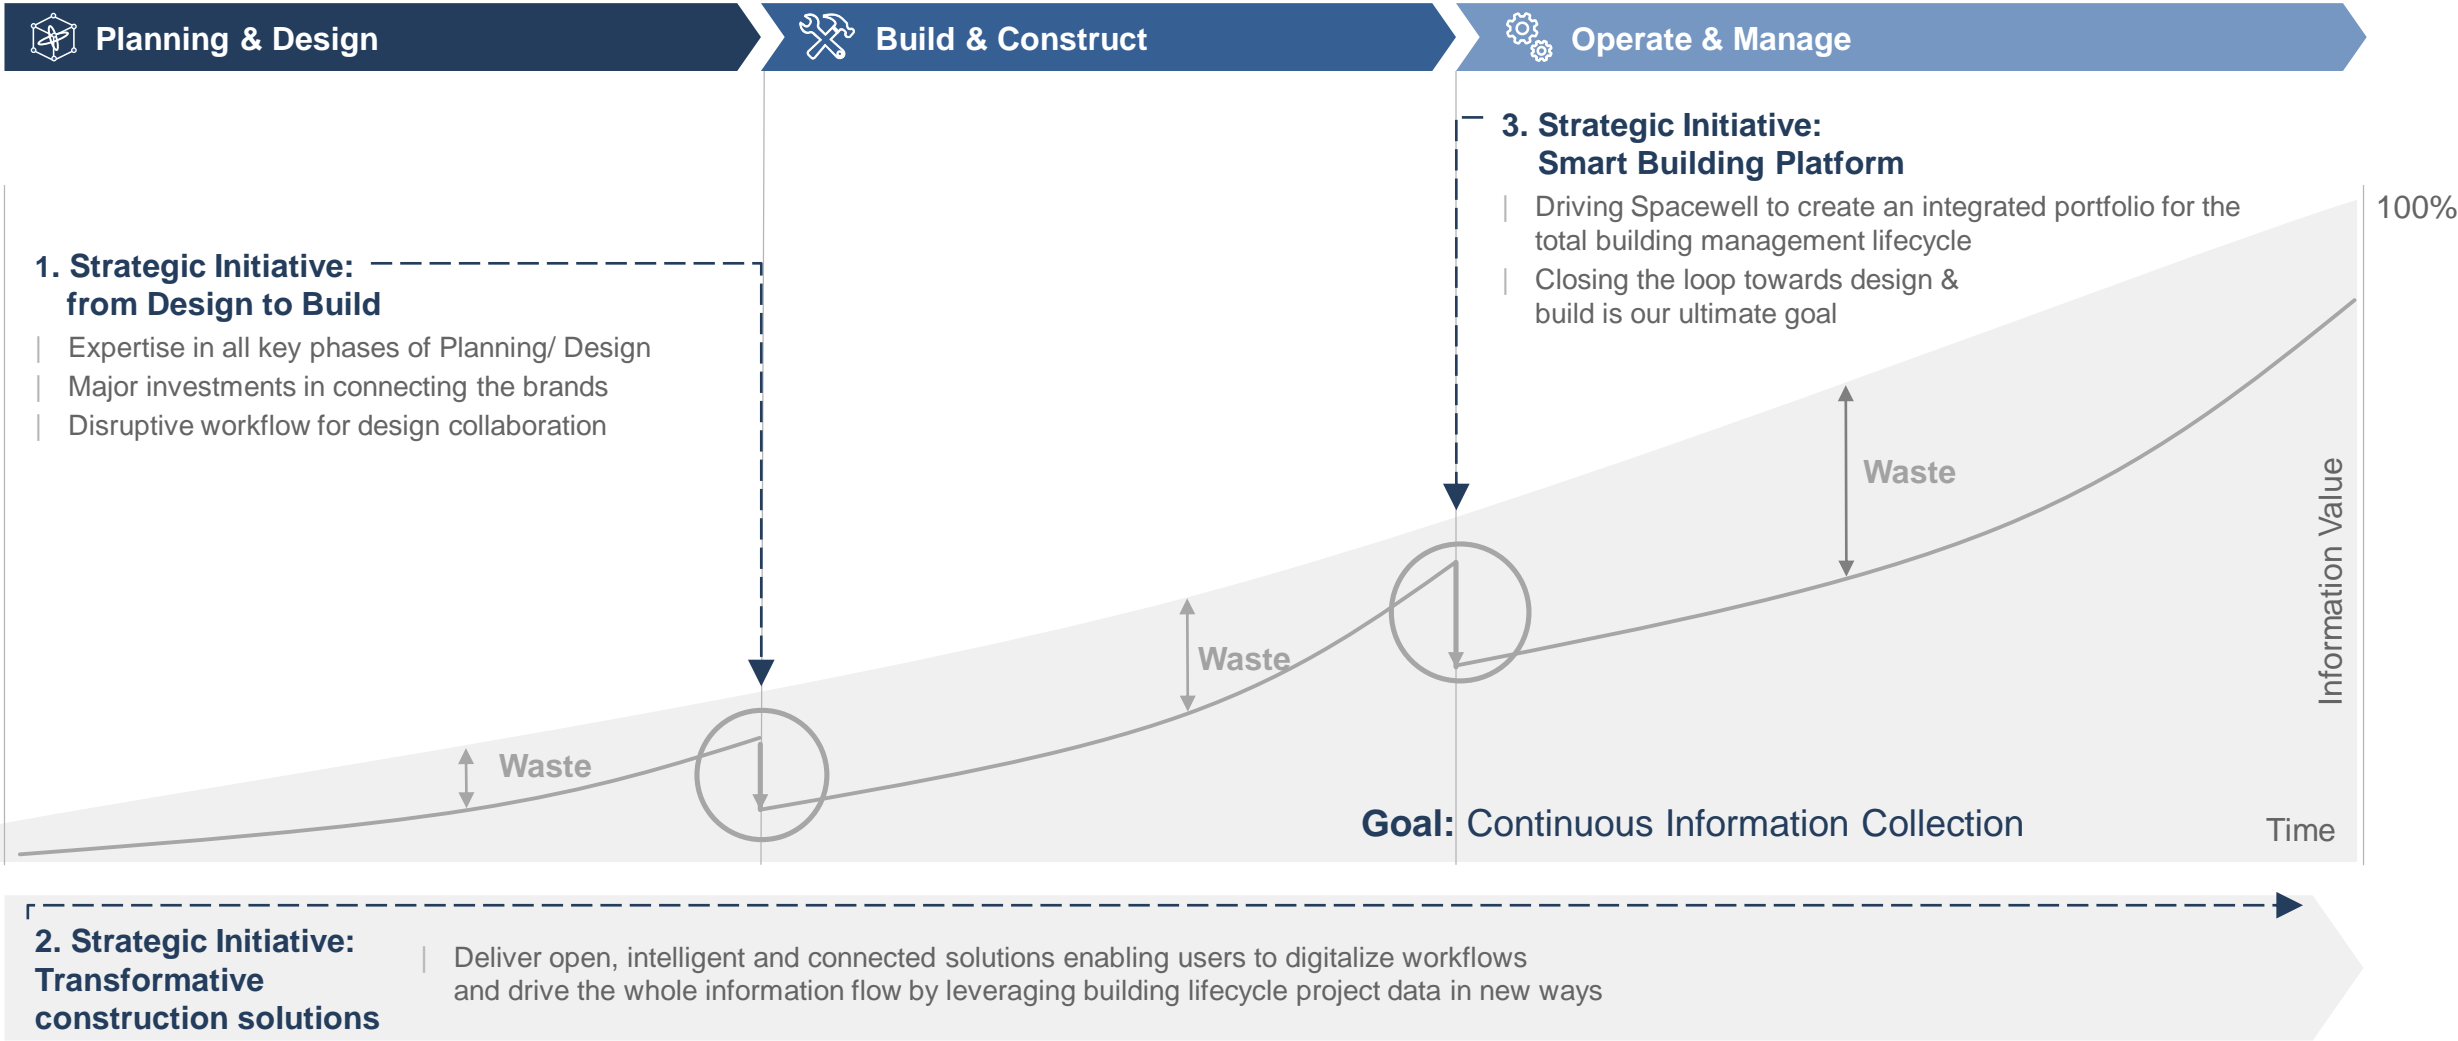 Planning & Design
Build & Construct
Operate & Manage
1. Strategic Initiative:
from Design to Build
| Expertise in all key phases of Planning/ Design
| Major investments in connecting the brands
| Disruptive workflow for design collaboration
3. Strategic Initiative:
Smart Building Platform
| Driving Spacewell to create an integrated portfolio for the
total building management lifecycle
| Closing the loop towards design &
build is our ultimate goal
100%
Waste
Waste
Waste
Information Value
Goal: Continuous Information Collection
Time
2. Strategic Initiative:
Transformative
construction solutions
| Deliver open, intelligent and connected solutions enabling users to digitalize workflows
and drive the whole information flow by leveraging building lifecycle project data in new ways